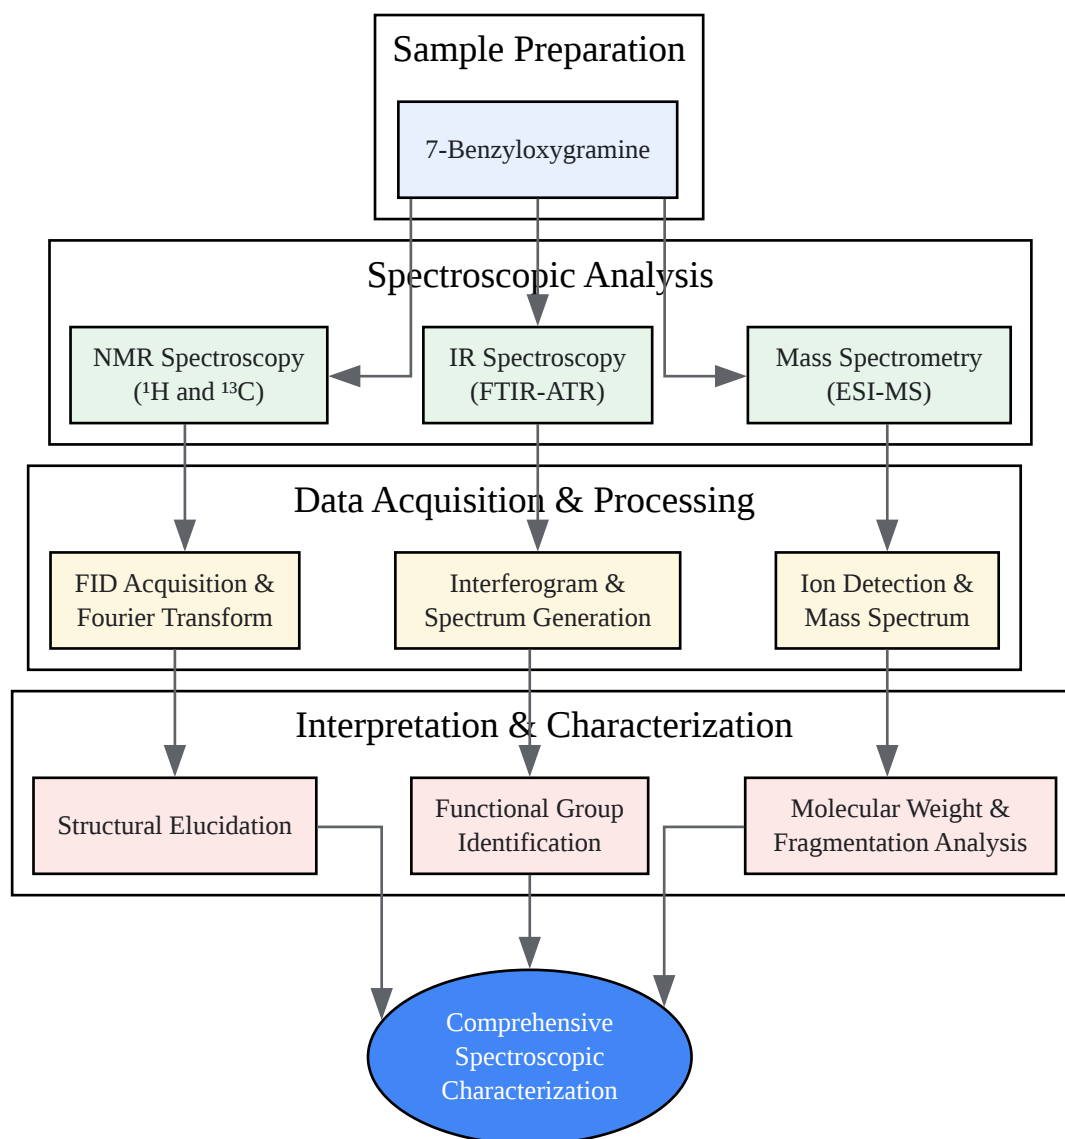 Sample Preparation
7-Benzyloxygramine
Spectroscopic Analysis
NMR Spectroscopy
(¹H and ¹³C)
IR Spectroscopy
(FTIR-ATR)
Mass Spectrometry
(ESI-MS)
Data Acquisition & Processing
FID Acquisition &
Fourier Transform
Interferogram &
Spectrum Generation
Ion Detection &
Mass Spectrum
Interpretation & Characterization
Structural Elucidation
Functional Group
Identification
Molecular Weight &
Fragmentation Analysis
Comprehensive
Spectroscopic
Characterization